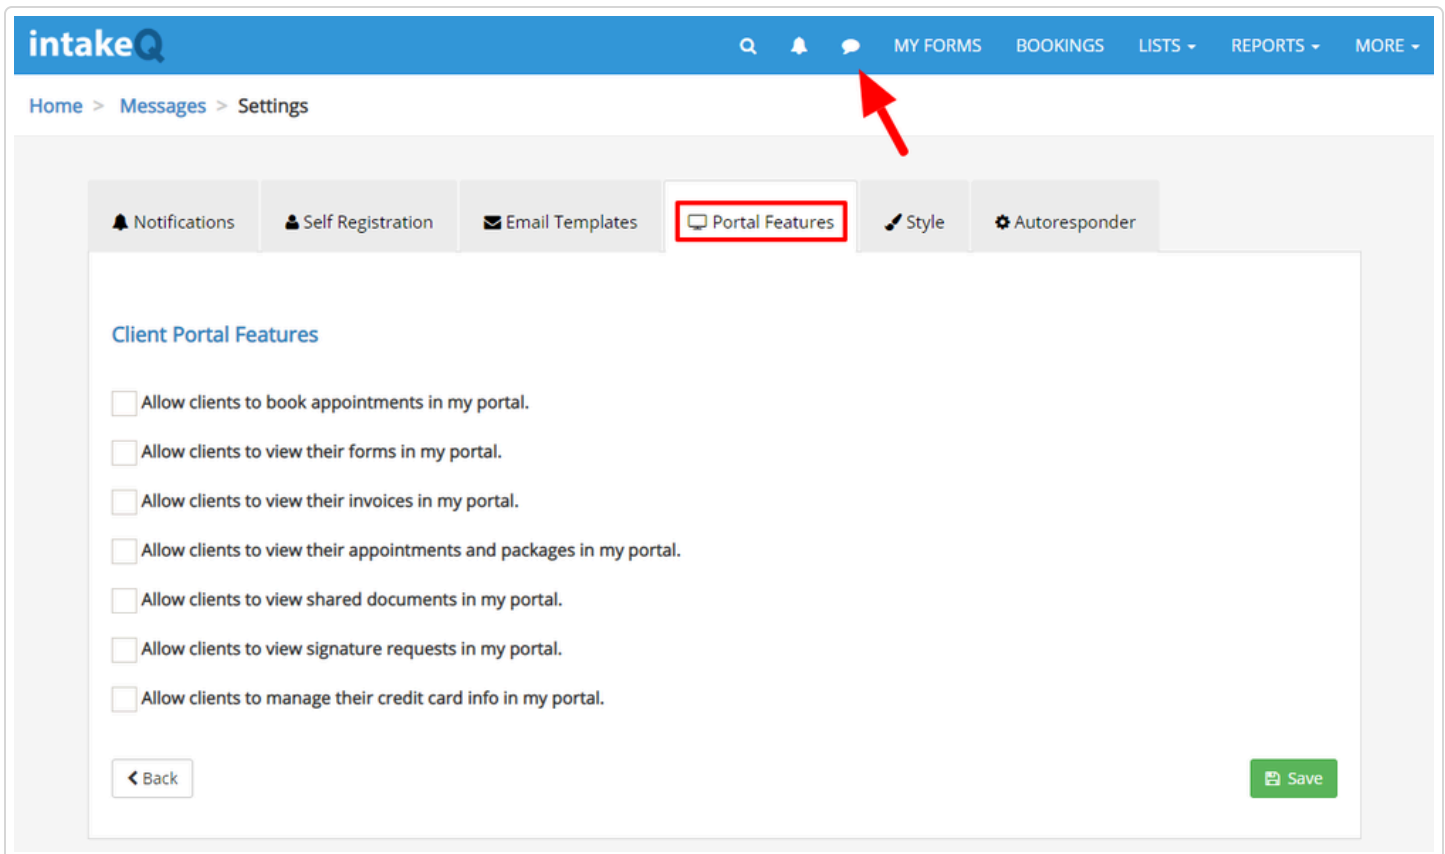 intakeQ MY FORMS BOOKINGS LISTS REPORTS MORE
Home > Messages > Settings
Notifications Self Registration Email Templates Portal Features Style Autoresponder
Client Portal Features
Allow clients to book appointments in my portal.
Allow clients to view their forms in my portal.
Allow clients to view their invoices in my portal.
Allow clients to view their appointments and packages in my portal.
Allow clients to view shared documents in my portal.
Allow clients to view signature requests in my portal.
Allow clients to manage their credit card info in my portal.
Back Save